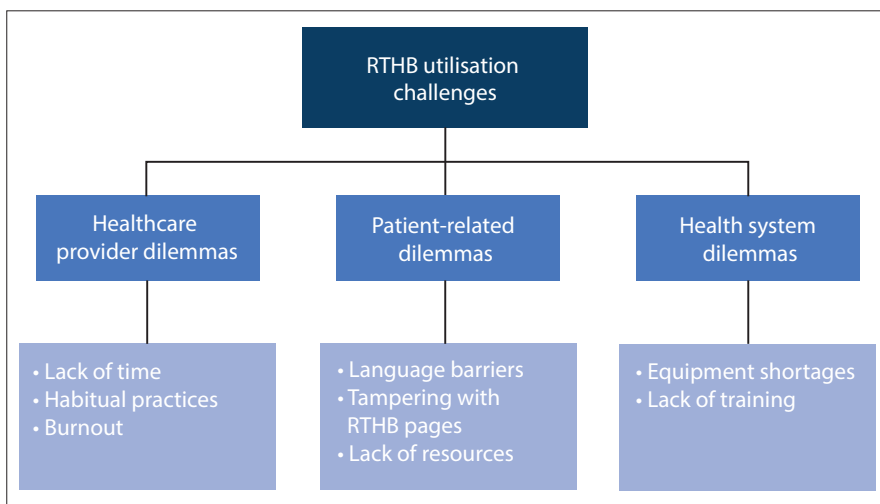 RTHB utilisation
challenges
Healthcare
provider dilemmas
Patient-related
dilemmas
Health system
dilemmas
• Lack of time
• Habitual practices
• Burnout
• Language barriers
• Tampering with
RTHB pages
• Lack of resources
• Equipment shortages
• Lack of training